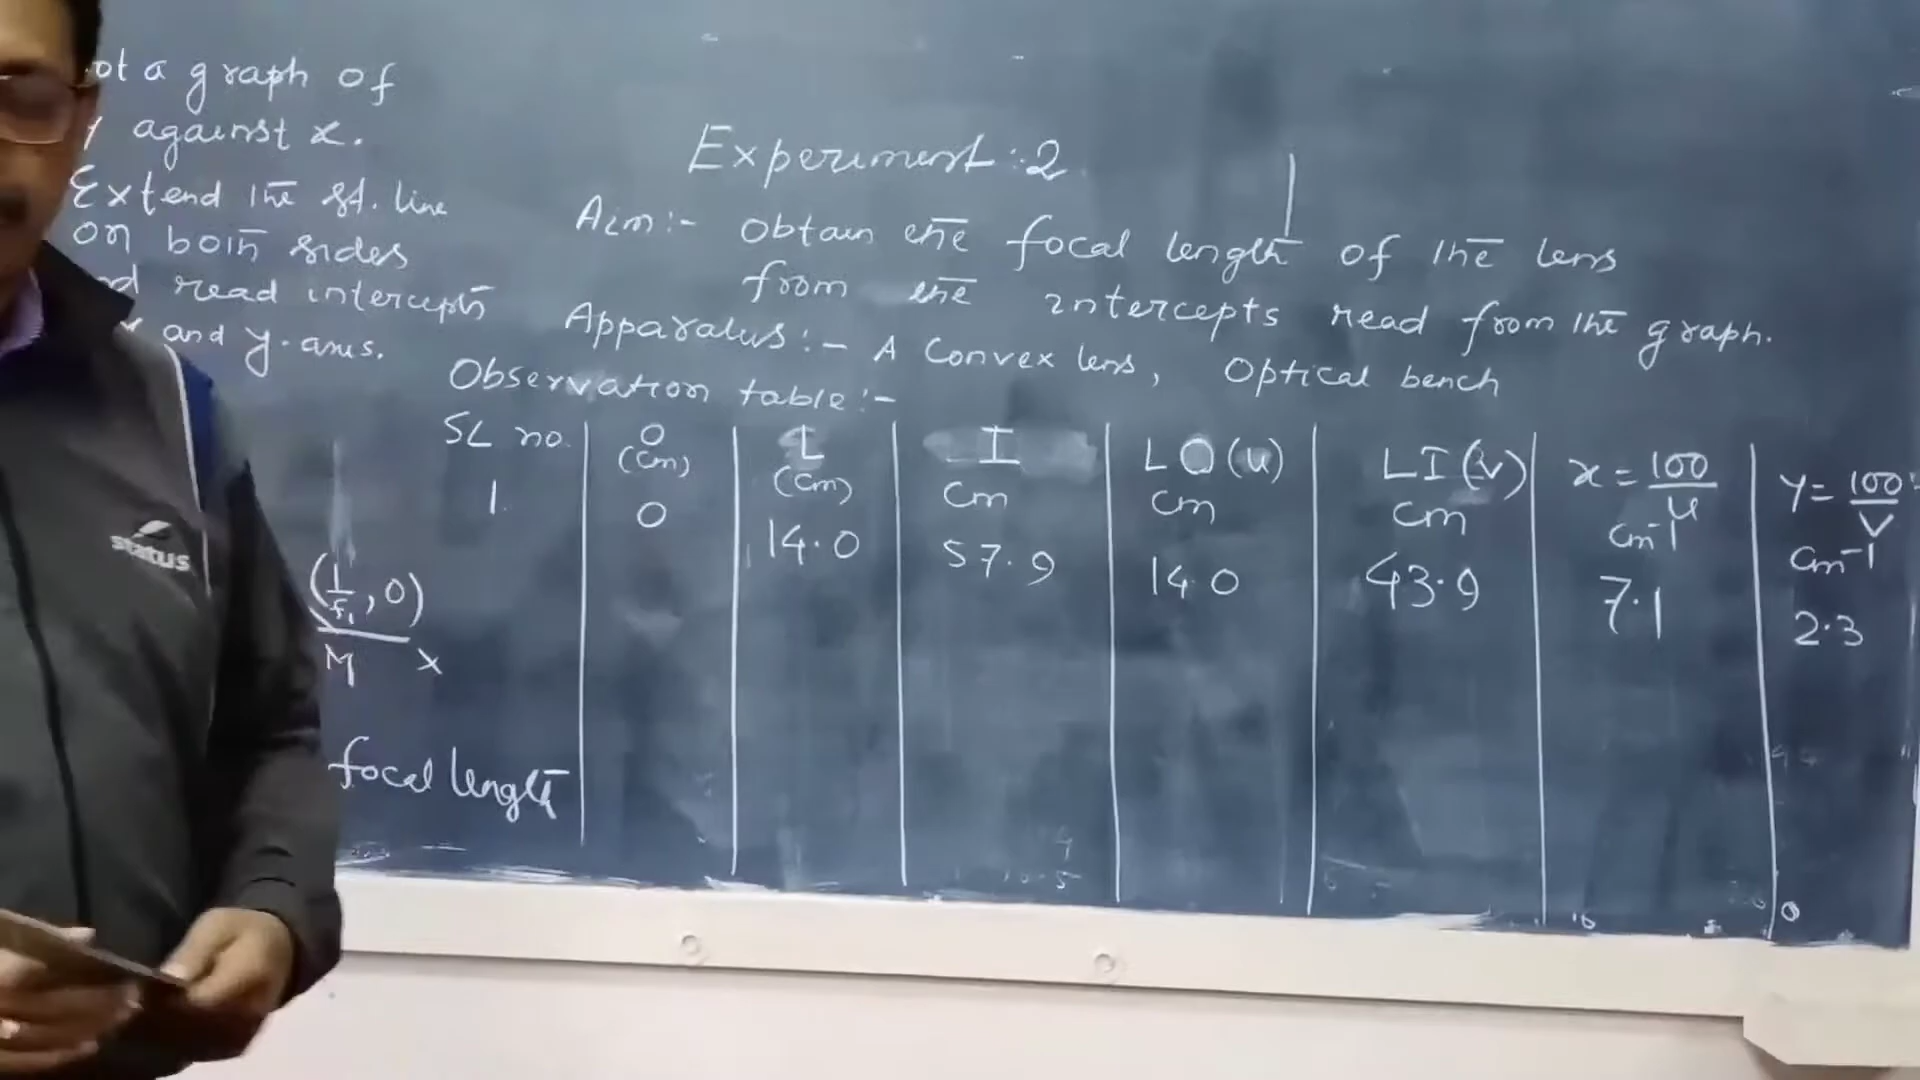 ot a graph of
y against x.
Extend the st. line
on both sides
nd read intercepts
and y-axis.
Experiment :- 2
Aim:- Obtain the focal length of the lens
from the intercepts read from the graph.
Apparatus:- A Convex lens, Optical bench
Observation table:-
SL no. O (cm) L (cm) I cm LO(u) cm LI(v) cm x = 100/u cm⁻¹ y = 100/v cm⁻¹
1. 0 14.0 57.9 14.0 43.9 7.1 2.3
(1/f₁, 0)
M x
focal length
status